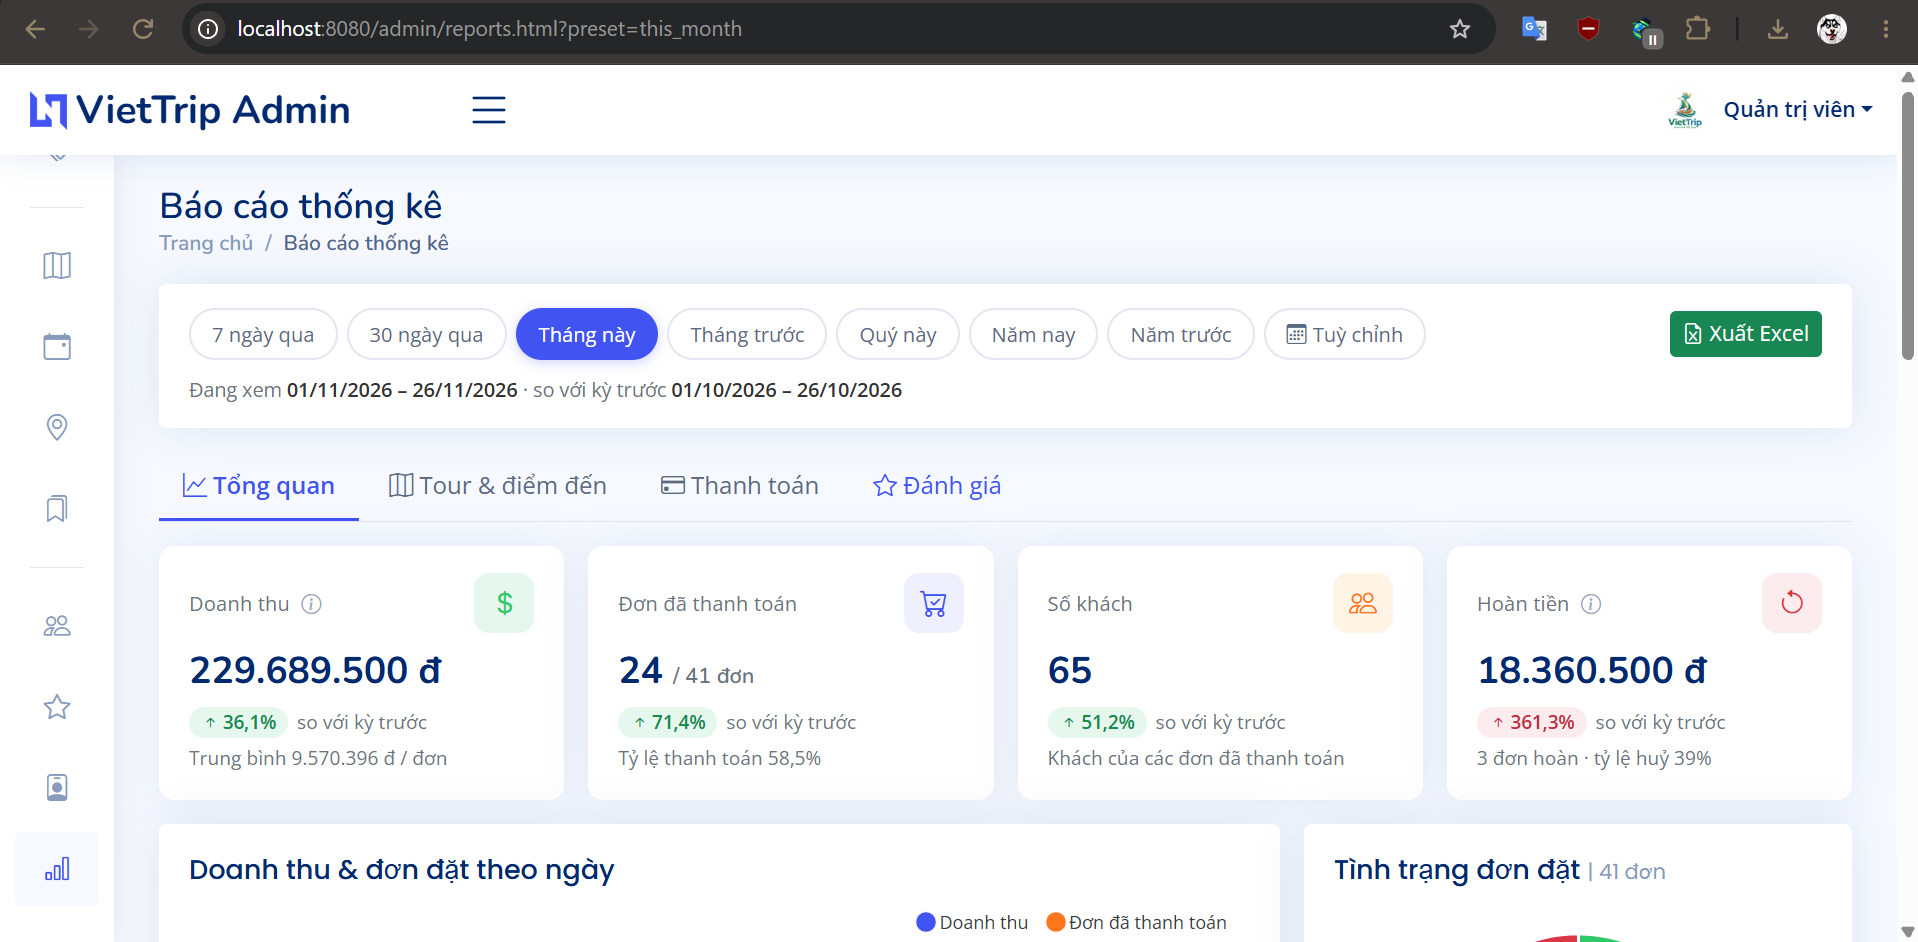 localhost:8080/admin/reports.html?preset=this_month
VietTrip Admin
VietTrip
Quản trị viên
Báo cáo thống kê
Trang chủ / Báo cáo thống kê
7 ngày qua
30 ngày qua
Tháng này
Tháng trước
Quý này
Năm nay
Năm trước
Tuỳ chỉnh
Xuất Excel
Đang xem 01/11/2026 – 26/11/2026 · so với kỳ trước 01/10/2026 – 26/10/2026
Tổng quan
Tour & điểm đến
Thanh toán
Đánh giá
Doanh thu
229.689.500 đ
↑ 36,1% so với kỳ trước
Trung bình 9.570.396 đ / đơn
Đơn đã thanh toán
24 / 41 đơn
↑ 71,4% so với kỳ trước
Tỷ lệ thanh toán 58,5%
Số khách
65
↑ 51,2% so với kỳ trước
Khách của các đơn đã thanh toán
Hoàn tiền
18.360.500 đ
↑ 361,3% so với kỳ trước
3 đơn hoàn · tỷ lệ huỷ 39%
Doanh thu & đơn đặt theo ngày
Doanh thu
Đơn đã thanh toán
Tình trạng đơn đặt | 41 đơn